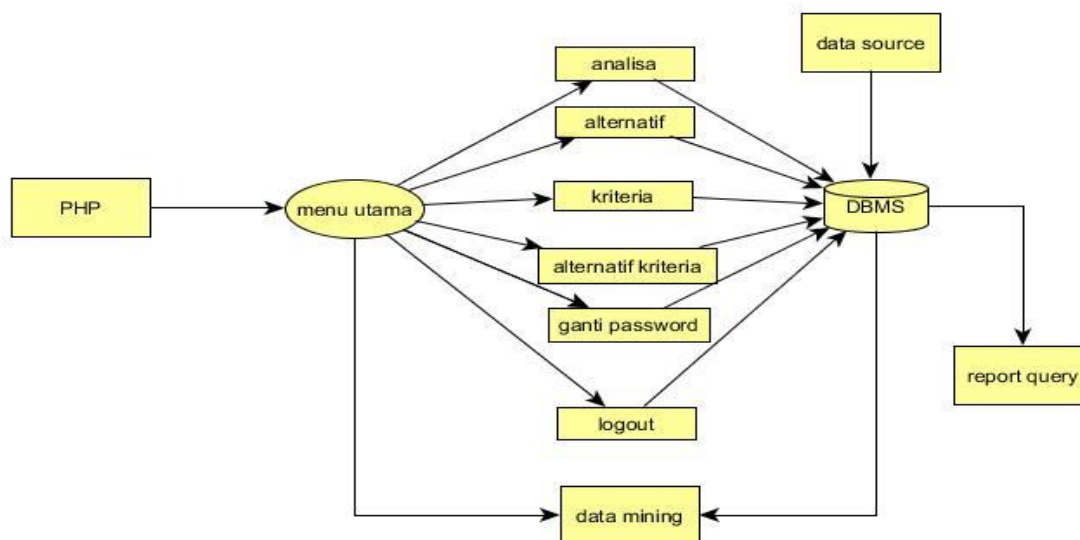 data source
analisa
alternatif
PHP
menu utama
kriteria
DBMS
alternatif kriteria
ganti password
report query
logout
data mining